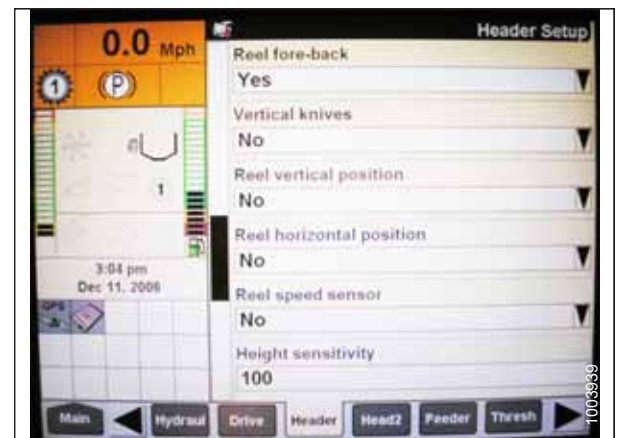 0.0 Mph
Header Setup
1
(P)
Reel fore-back
Yes
Vertical knives
No
Reel vertical position
No
1
Reel horizontal position
No
3:04 pm
Dec 11, 2006
Reel speed sensor
No
GPS
Height sensitivity
100
Main
Hydraul
Drive
Header
Head2
Feeder
Thresh
1003939